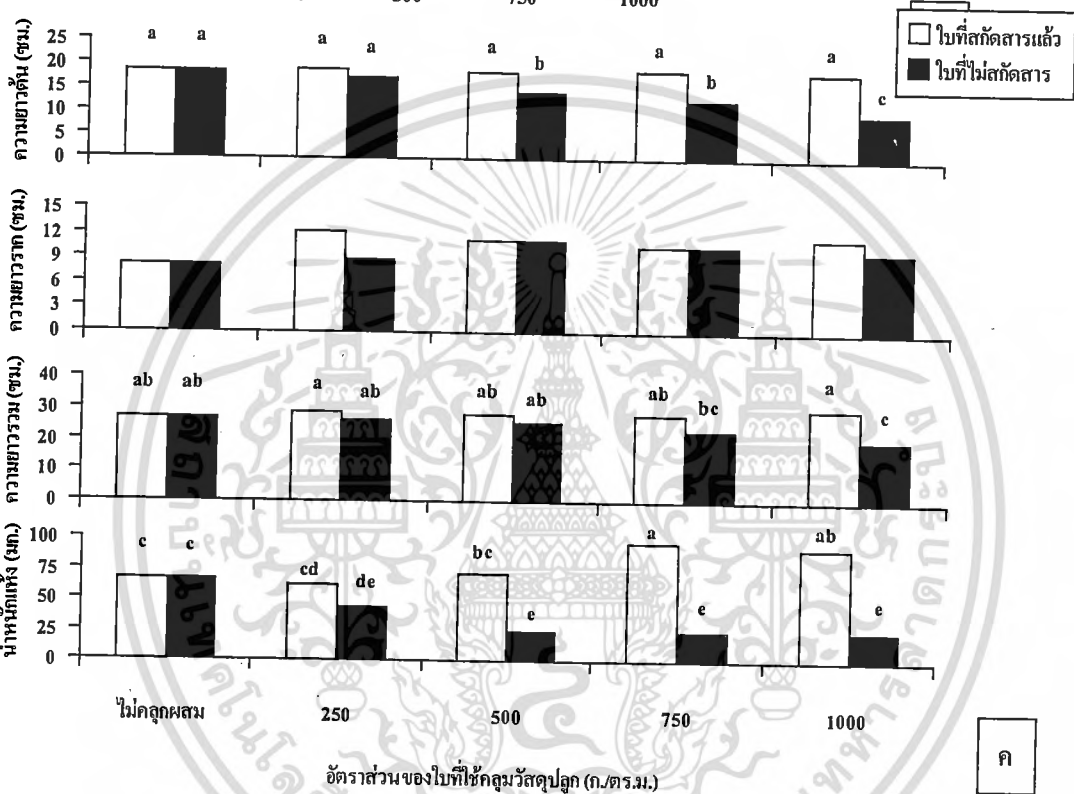 750 1000
ใบที่สกัดสารแล้ว
ใบที่ไม่สกัดสาร
ความยาวต้น (ซม.)
25
20
15
10
5
0
a a a a a b a b a c
ความยาวราก (ซม.)
15
12
9
6
3
0
ความยาวรวม (ซม.)
40
30
20
10
0
ab ab a ab ab ab ab bc a c
น้ำหนักแห้ง (มก.)
100
75
50
25
0
c c cd de bc e a e ab e
ไม่คลุกผสม 250 500 750 1000
อัตราส่วนของใบที่ใช้คลุมวัสดุปลูก (ก./ตร.ม.)
ค